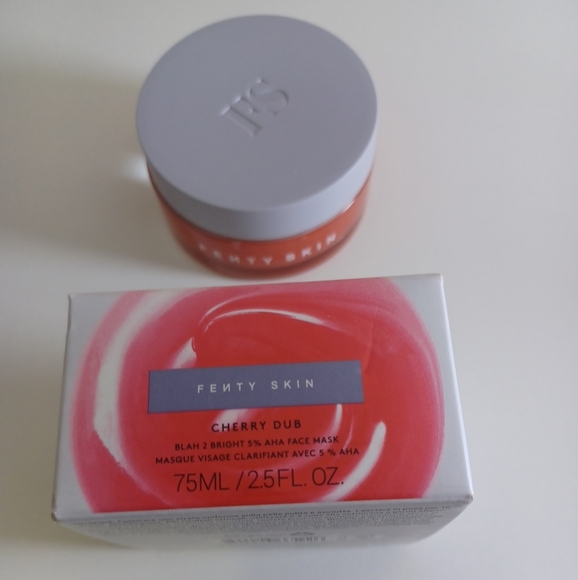 FS
FENTY SKIN
FEИTY SKIN
CHERRY DUB
BLAH 2 BRIGHT 5% AHA FACE MASK
MASQUE VISAGE CLARIFIANT AVEC 5 % AHA
75ML / 2.5FL. OZ.